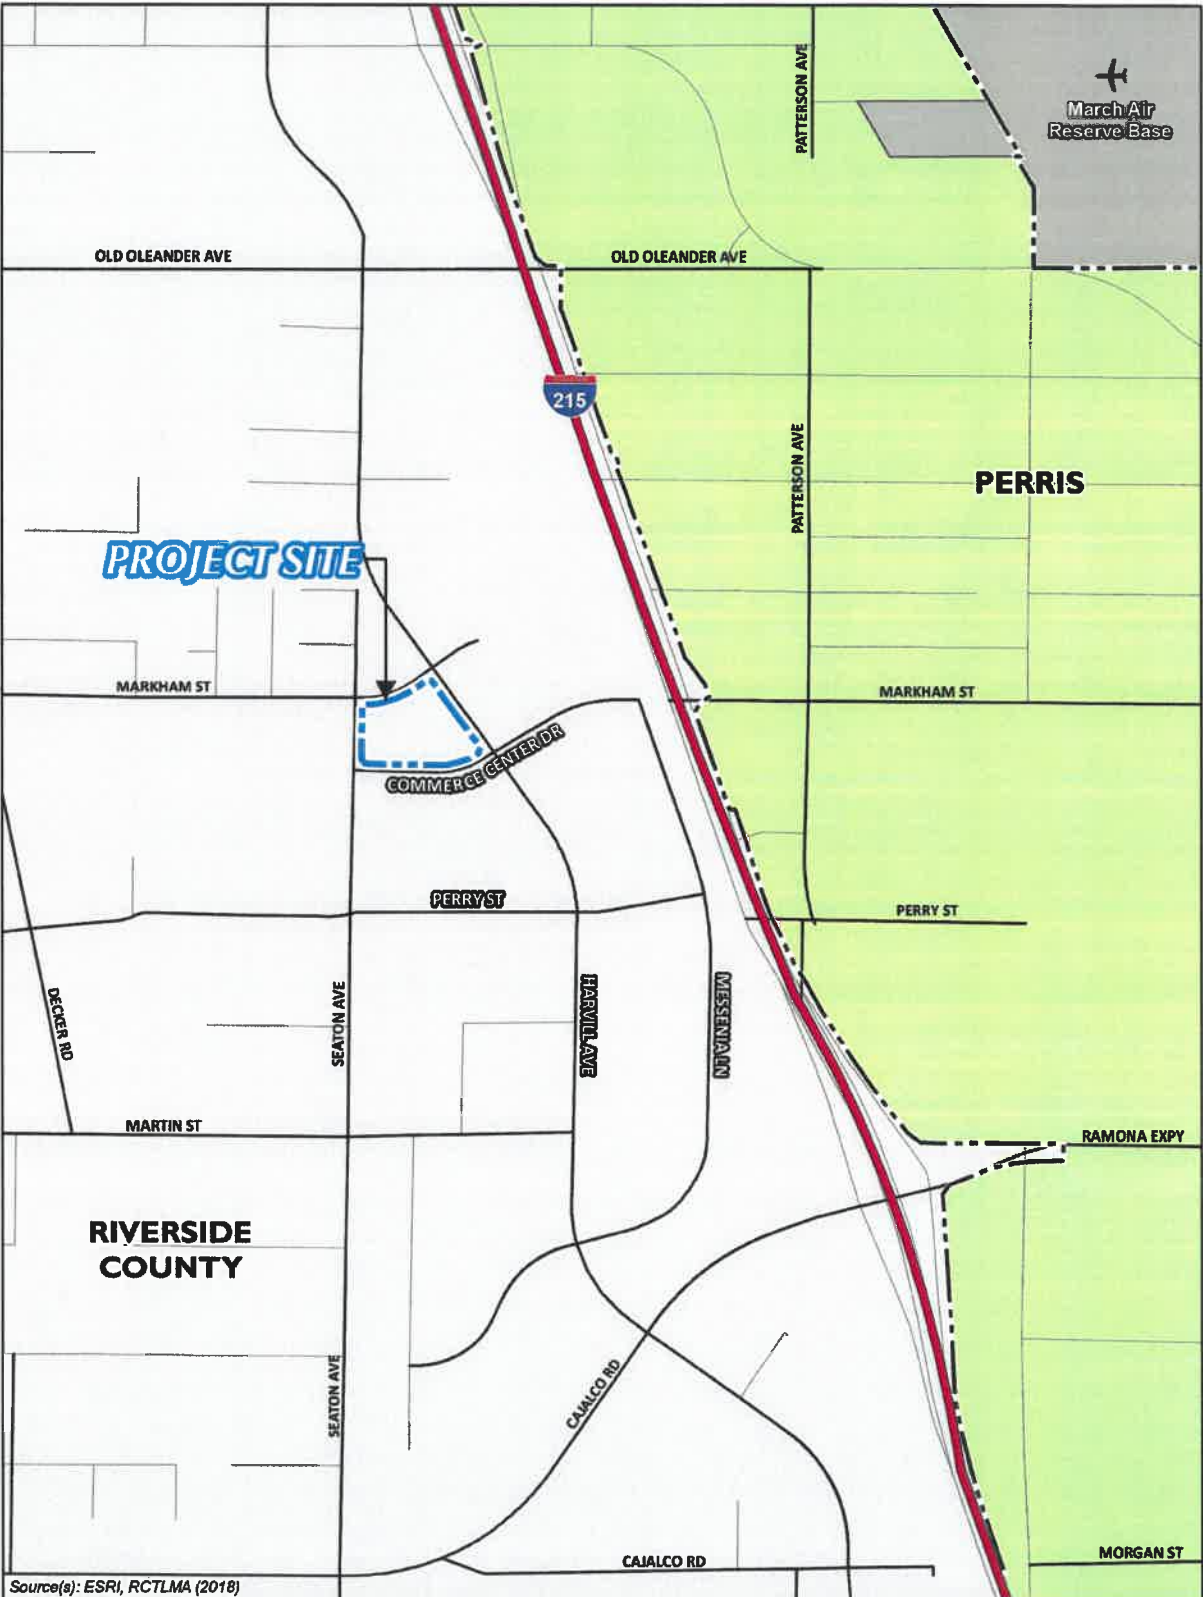 PATTERSON AVE
March Air
Reserve Base
OLD OLEANDER AVE
OLD OLEANDER AVE
215
PATTERSON AVE
PERRIS
PROJECT SITE
MARKHAM ST
MARKHAM ST
COMMERCE CENTER DR
PERRY ST
PERRY ST
DECKER RD
SEATON AVE
HARVILL AVE
MESSENIA LN
MARTIN ST
RAMONA EXPY
RIVERSIDE
COUNTY
SEATON AVE
CAJALCO RD
CAJALCO RD
MORGAN ST
Source(s): ESRI, RCTLMA (2018)